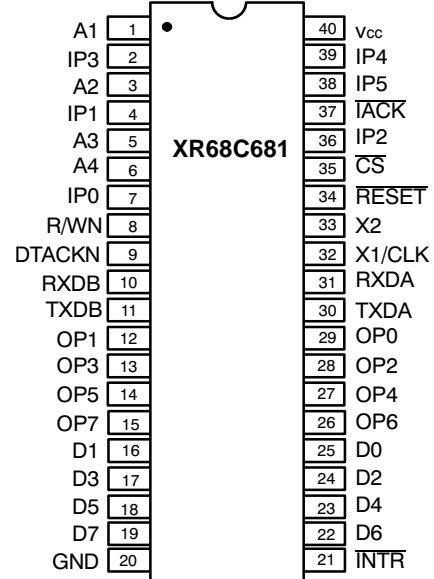 A1 1 40 Vcc
IP3 2 39 IP4
A2 3 38 IP5
IP1 4 37 I̅A̅C̅K̅
A3 5 36 IP2
XR68C681
A4 6 35 C̅S̅
IP0 7 34 R̅E̅S̅E̅T̅
R/WN 8 33 X2
DTACKN 9 32 X1/CLK
RXDB 10 31 RXDA
TXDB 11 30 TXDA
OP1 12 29 OP0
OP3 13 28 OP2
OP5 14 27 OP4
OP7 15 26 OP6
D1 16 25 D0
D3 17 24 D2
D5 18 23 D4
D7 19 22 D6
GND 20 21 I̅N̅T̅R̅